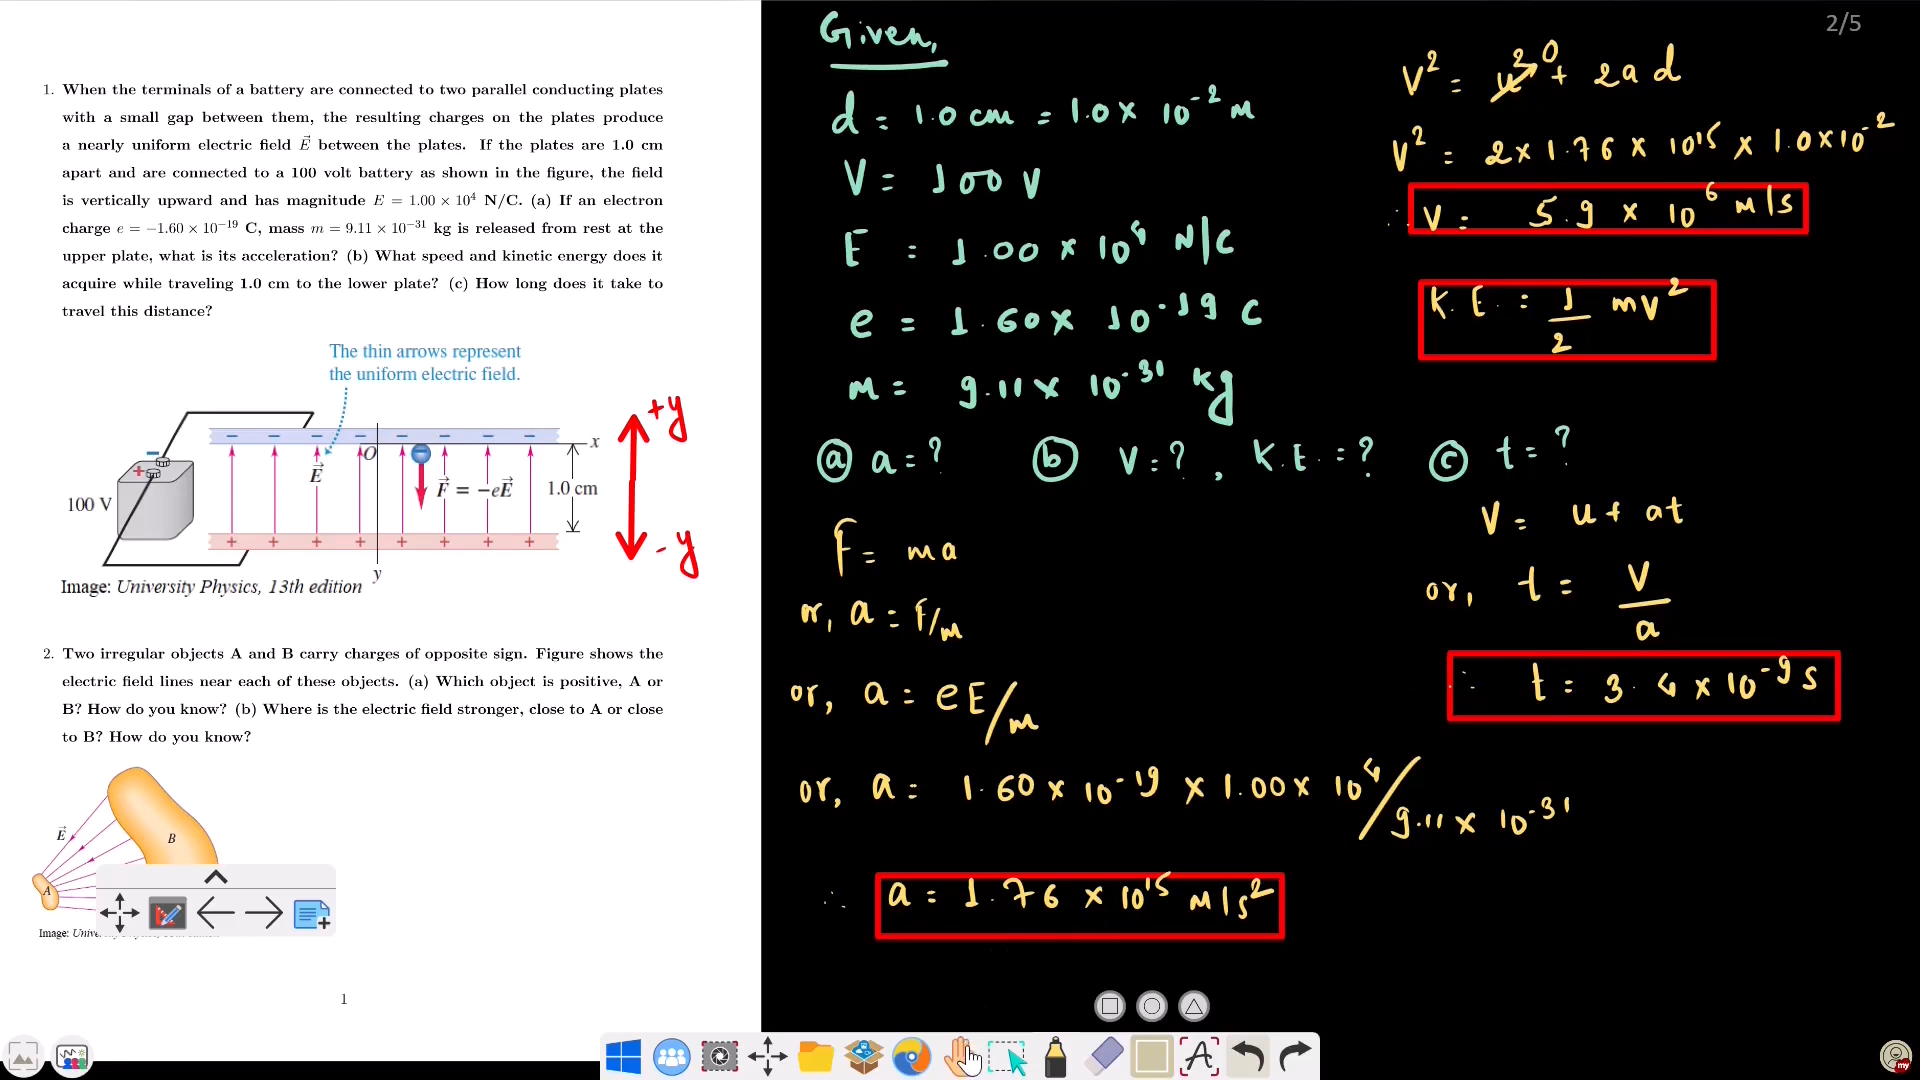 1. When the terminals of a battery are connected to two parallel conducting plates
with a small gap between them, the resulting charges on the plates produce
a nearly uniform electric field E⃗ between the plates. If the plates are 1.0 cm
apart and are connected to a 100 volt battery as shown in the figure, the field
is vertically upward and has magnitude E = 1.00 × 10⁴ N/C. (a) If an electron
charge e = −1.60 × 10⁻¹⁹ C, mass m = 9.11 × 10⁻³¹ kg is released from rest at the
upper plate, what is its acceleration? (b) What speed and kinetic energy does it
acquire while traveling 1.0 cm to the lower plate? (c) How long does it take to
travel this distance?
The thin arrows represent
the uniform electric field.
100 V
− +
− − − − − − − −
O
x
E⃗
F⃗ = −eE⃗
1.0 cm
+ + + + + + + +
y
+y
-y
Image: University Physics, 13th edition
2. Two irregular objects A and B carry charges of opposite sign. Figure shows the
electric field lines near each of these objects. (a) Which object is positive, A or
B? How do you know? (b) Where is the electric field stronger, close to A or close
to B? How do you know?
E⃗
B
A
Image:
1
2/5
Given,
d = 1.0 cm = 1.0 × 10⁻² m
V = 100 V
E = 1.00 × 10⁴ N/C
e = 1.60 × 10⁻¹⁹ C
m = 9.11 × 10⁻³¹ kg
ⓐ a = ? ⓑ V = ? , K.E. = ? ⓒ t = ?
F = ma
or, a = F/m
or, a = eE/m
or, a = 1.60 × 10⁻¹⁹ × 1.00 × 10⁴ / 9.11 × 10⁻³¹
∴ a = 1.76 × 10¹⁵ m/s²
V² = u² 0 + 2ad
V² = 2 × 1.76 × 10¹⁵ × 1.0 × 10⁻²
∴ V = 5.9 × 10⁶ m/s
K.E. = 1/2 mv²
V = u + at
or, t = V/a
∴ t = 3.4 × 10⁻⁹ s
A
my